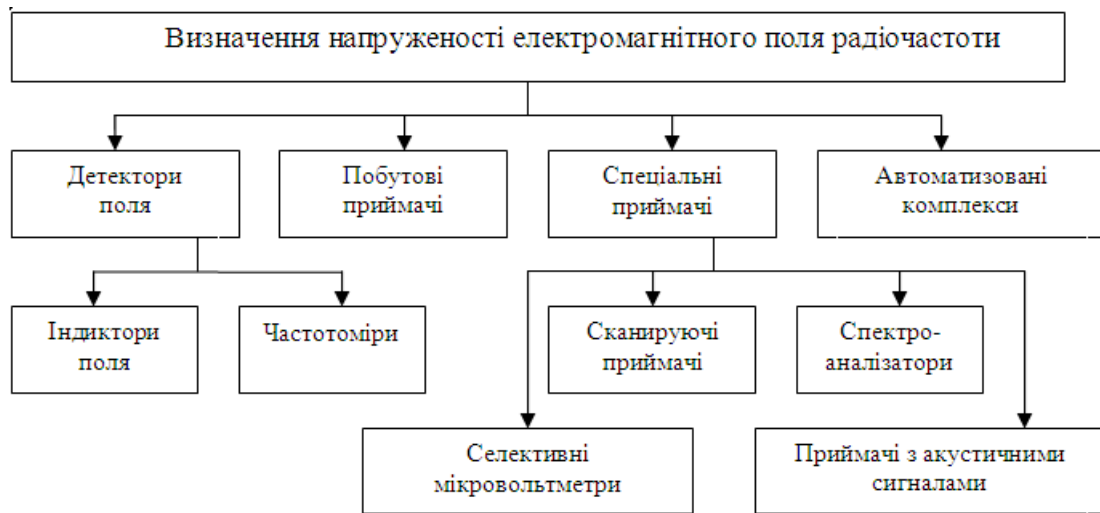 Визначення напруженості електромагнітного поля радіочастоти
Детектори
поля
Побутові
приймачі
Спеціальні
приймачі
Автоматизовані
комплекси
Індиктори
поля
Частотоміри
Сканируючі
приймачі
Спектро-
аналізатори
Селективні
мікровольтметри
Приймачі з акустичними
сигналами